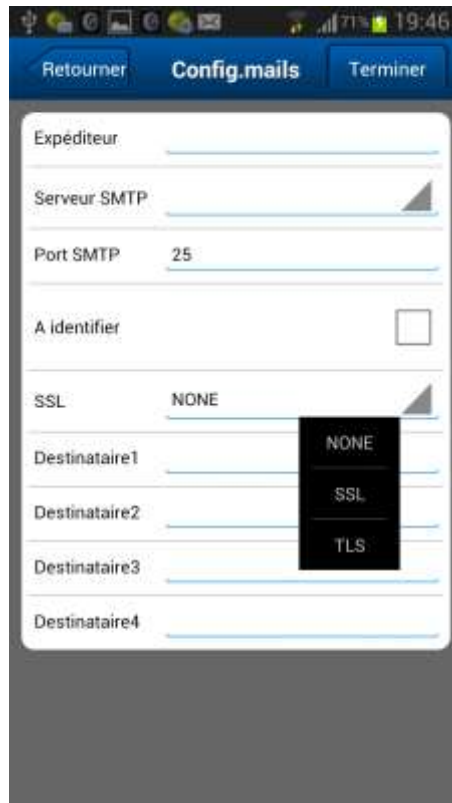 71% 19:46
Retourner Config.mails Terminer
Expéditeur
Serveur SMTP
Port SMTP 25
A identifier
SSL NONE
NONE
Destinataire1
SSL
Destinataire2
TLS
Destinataire3
Destinataire4